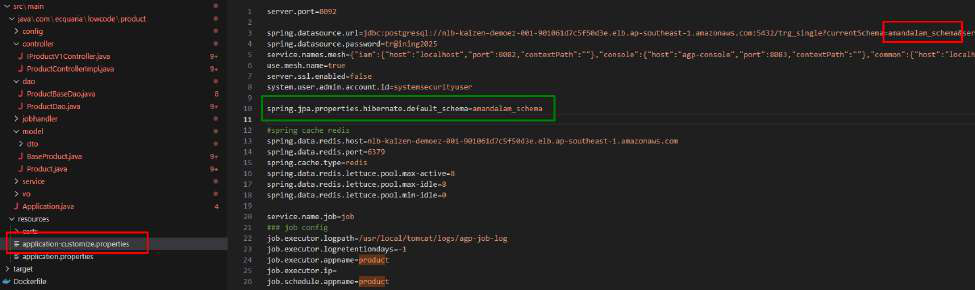 src\main
java\com\ecquaria\lowcode\product
config
controller
IProductV1Controller.java 9+
ProductControllerImpl.java 9+
dao
ProductBaseDao.java 8
ProductDao.java 9+
jobhandler
model
dto
BaseProduct.java 9+
Product.java 9+
service
vo
Application.java 4
resources
certs
application-customize.properties
application.properties
target
Dockerfile
1 server.port=8092
2
3 spring.datasource.url=jdbc:postgresql://nlb-kaizen-demoez-001-901061d7c5f50d3e.elb.ap-southeast-1.amazonaws.com:5432/trg_single?currentSchema=amandalam_schema&ser
4 spring.datasource.password=tr@ining2025
5 service.names.mesh={"iam":{"host":"localhost","port":8082,"contextPath":""},"console":{"host":"agp-console","port":8083,"contextPath":""},"common":{"host":"loca
6 use.mesh.name=true
7 server.ssl.enabled=false
8 system.user.admin.account.id=systemsecurityuser
9
10 spring.jpa.properties.hibernate.default_schema=amandalam_schema
11
12 #spring cache redis
13 spring.data.redis.host=nlb-kaizen-demoez-001-901061d7c5f50d3e.elb.ap-southeast-1.amazonaws.com
14 spring.data.redis.port=6379
15 spring.cache.type=redis
16 spring.data.redis.lettuce.pool.max-active=8
17 spring.data.redis.lettuce.pool.max-idle=8
18 spring.data.redis.lettuce.pool.min-idle=0
19
20 service.name.job=job
21 ### job config
22 job.executor.logpath=/usr/local/tomcat/logs/agp-job-log
23 job.executor.logretentiondays=-1
24 job.executor.appname=product
25 job.executor.ip=
26 job.schedule.appname=product